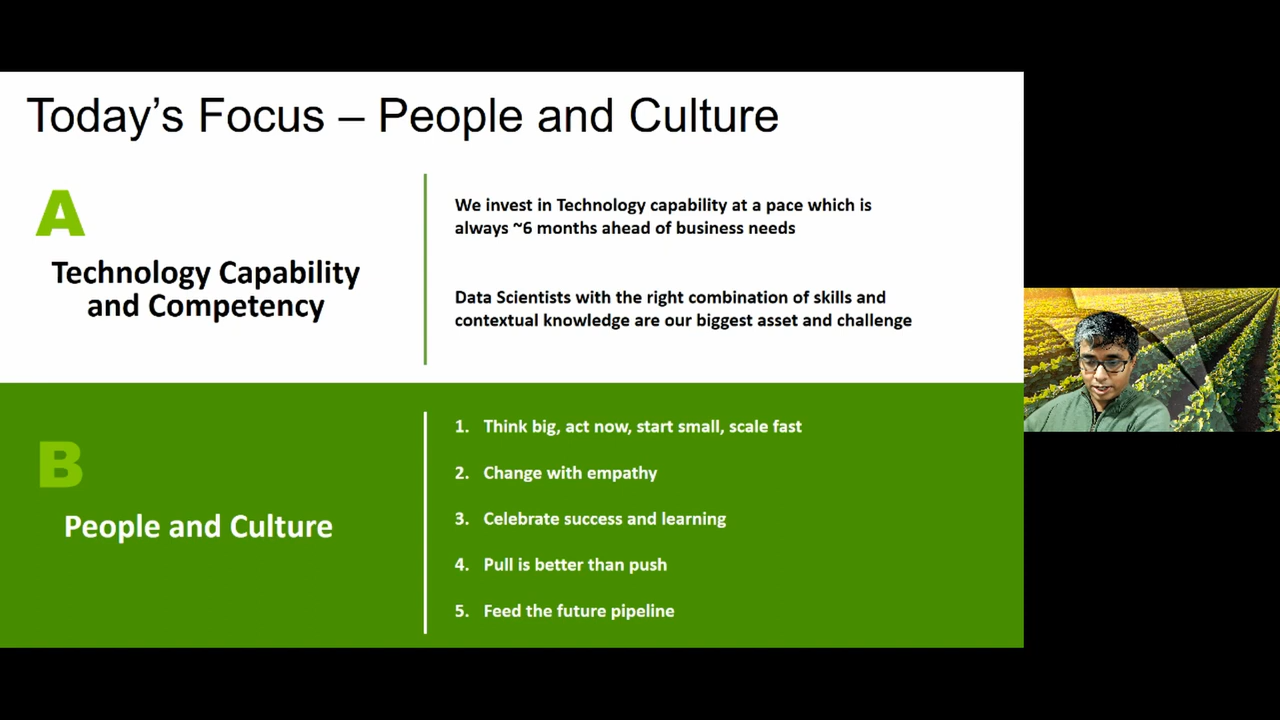 Today’s Focus – People and Culture
A
Technology Capability
and Competency
We invest in Technology capability at a pace which is
always ~6 months ahead of business needs
Data Scientists with the right combination of skills and
contextual knowledge are our biggest asset and challenge
B
People and Culture
1. Think big, act now, start small, scale fast
2. Change with empathy
3. Celebrate success and learning
4. Pull is better than push
5. Feed the future pipeline